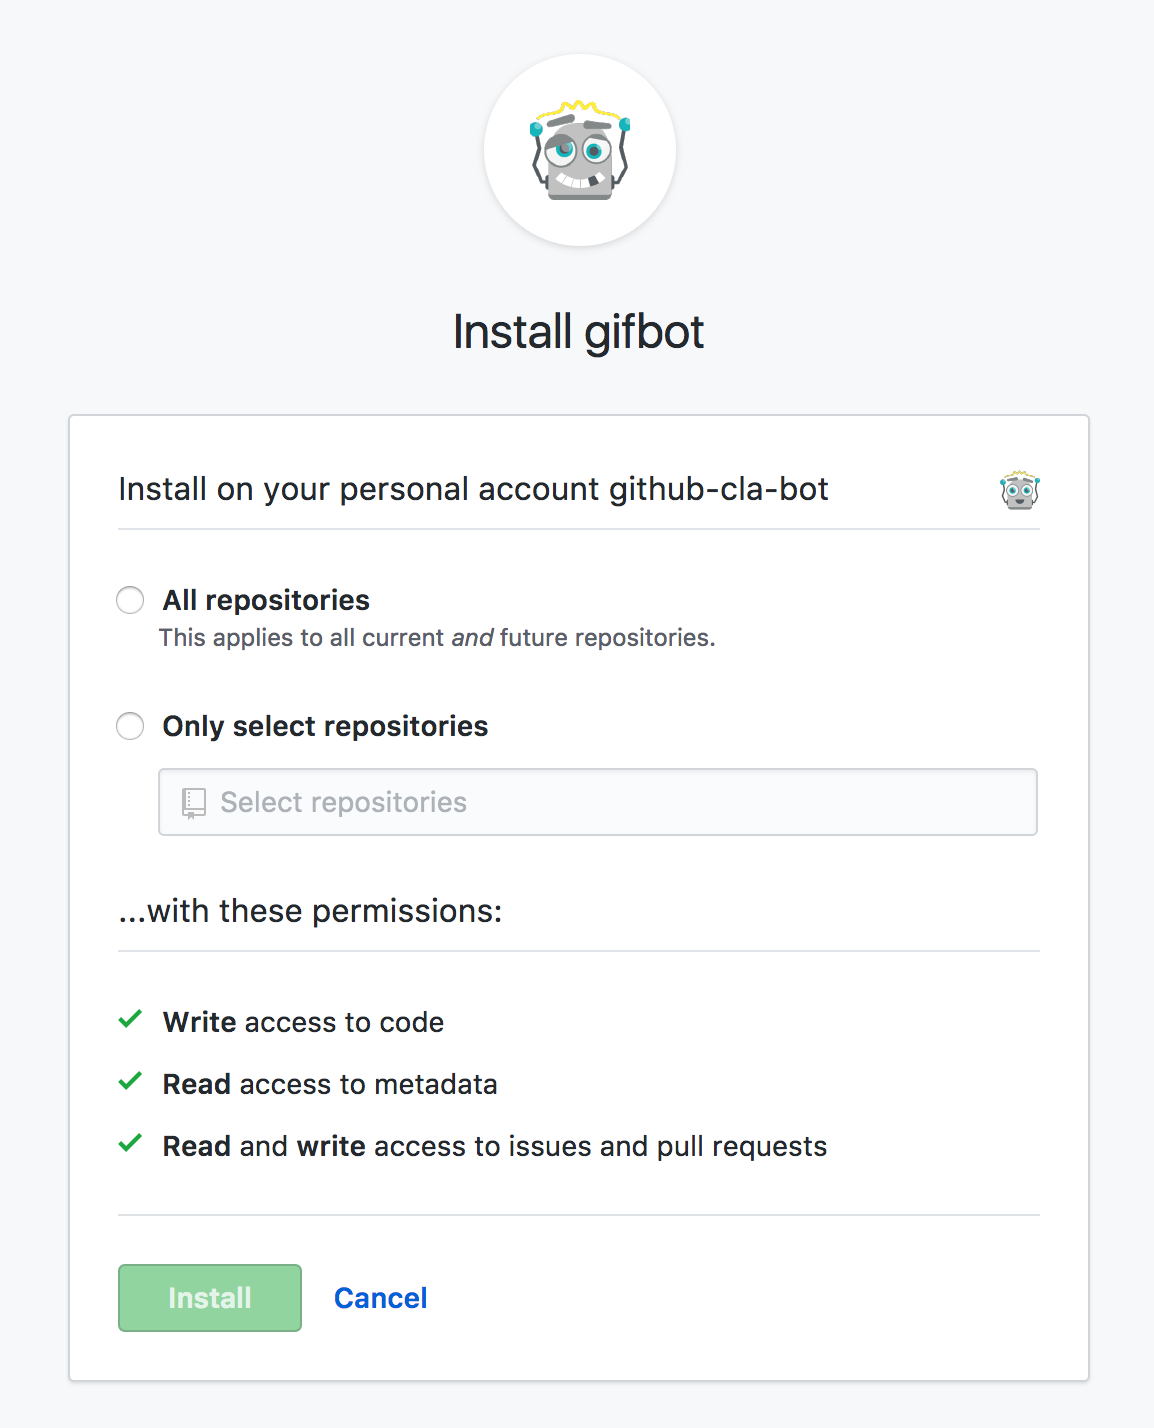 Install gifbot
Install on your personal account github-cla-bot
All repositories
This applies to all current and future repositories.
Only select repositories
Select repositories
...with these permissions:
Write access to code
Read access to metadata
Read and write access to issues and pull requests
Install
Cancel